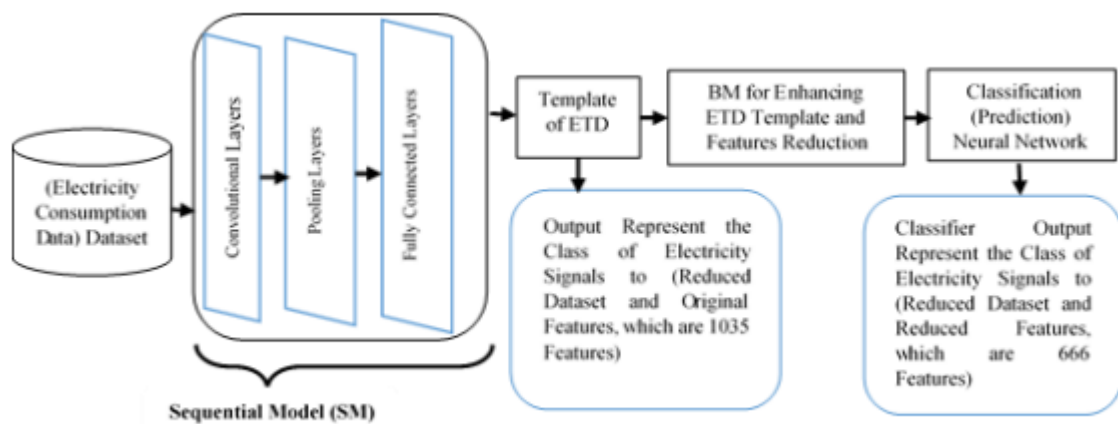 (Electricity
Consumption
Data) Dataset
Convolutional Layers
Pooling Layers
Fully Connected Layers
Sequential Model (SM)
Template
of ETD
BM for Enhancing
ETD Template and
Features Reduction
Classification
(Prediction)
Neural Network
Output Represent the
Class of Electricity
Signals to (Reduced
Dataset and Original
Features, which are 1035
Features)
Classifier Output
Represent the Class of
Electricity Signals to
(Reduced Dataset and
Reduced Features,
which are 666
Features)